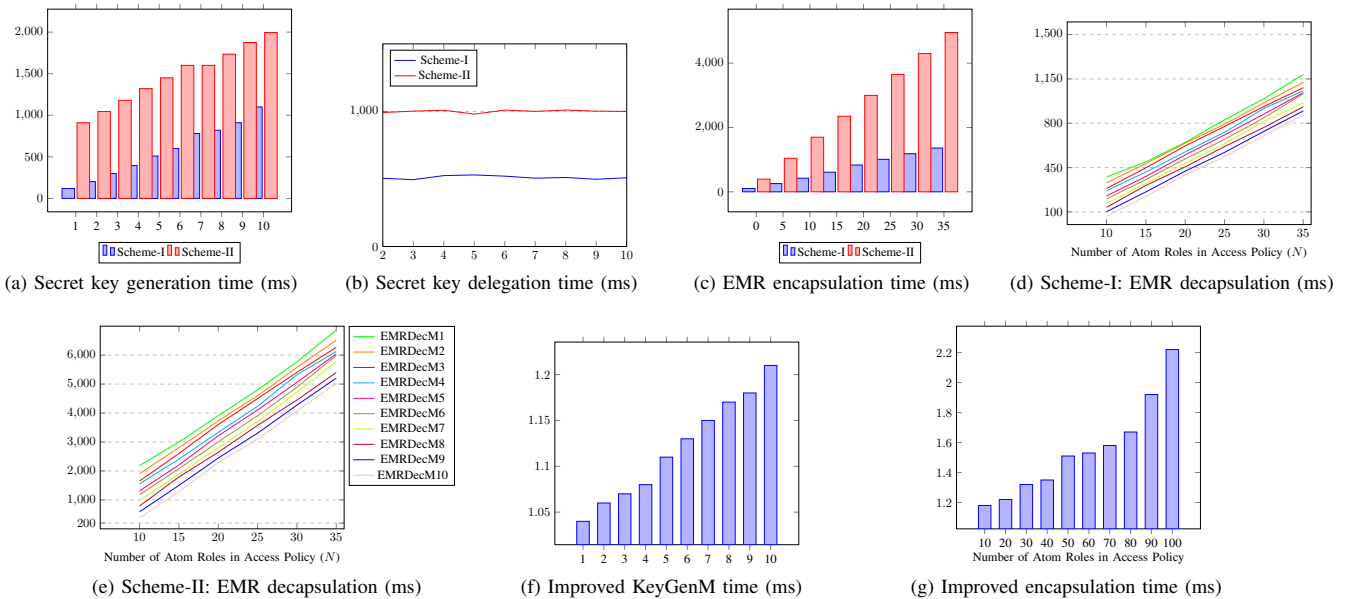 2,000
1,500
1,000
500
0
1 2 3 4 5 6 7 8 9 10
Scheme-I Scheme-II
(a) Secret key generation time (ms)
Scheme-I
Scheme-II
1,000
0
2 3 4 5 6 7 8 9 10
(b) Secret key delegation time (ms)
4,000
2,000
0
0 5 10 15 20 25 30 35
Scheme-I Scheme-II
(c) EMR encapsulation time (ms)
1,500
1,150
800
450
100
10 15 20 25 30 35
Number of Atom Roles in Access Policy (N)
(d) Scheme-I: EMR decapsulation (ms)
6,000
5,000
4,000
3,000
2,000
1,000
200
10 15 20 25 30 35
Number of Atom Roles in Access Policy (N)
EMRDecM1
EMRDecM2
EMRDecM3
EMRDecM4
EMRDecM5
EMRDecM6
EMRDecM7
EMRDecM8
EMRDecM9
EMRDecM10
(e) Scheme-II: EMR decapsulation (ms)
1.2
1.15
1.1
1.05
1 2 3 4 5 6 7 8 9 10
(f) Improved KeyGenM time (ms)
2.2
2
1.8
1.6
1.4
1.2
10 20 30 40 50 60 70 80 90 100
Number of Atom Roles in Access Policy
(g) Improved encapsulation time (ms)